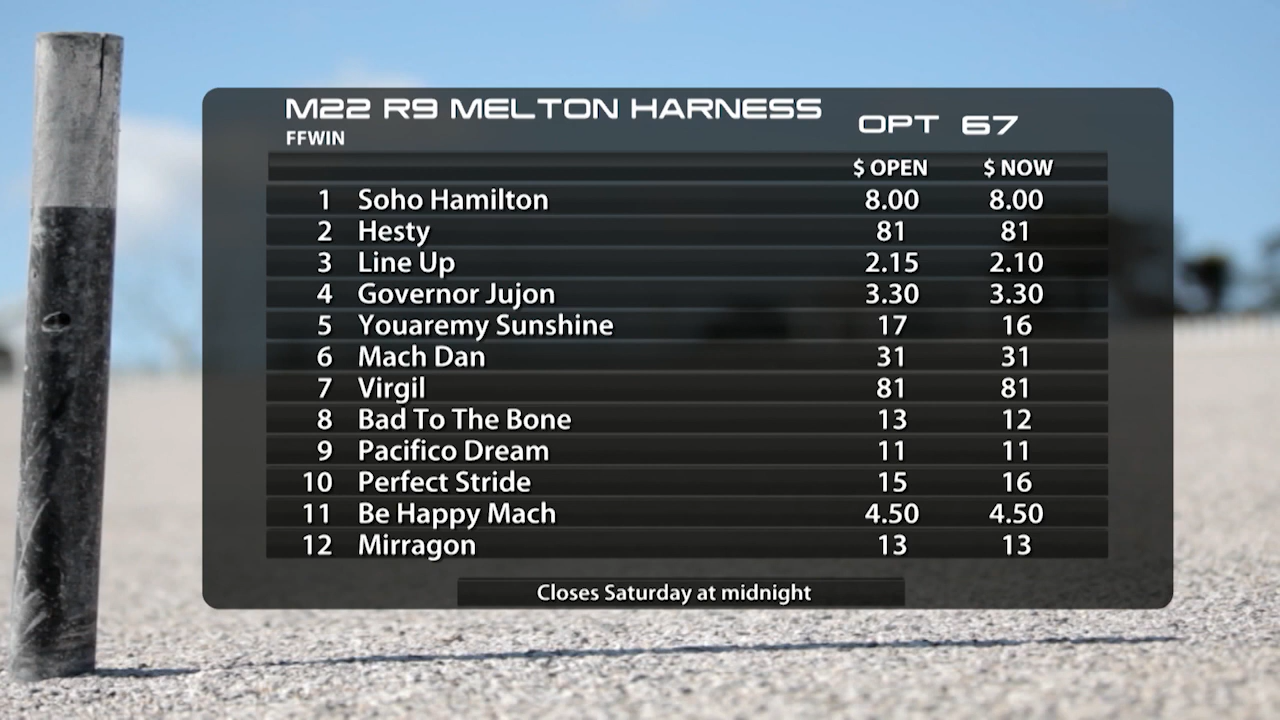 M22 R9 MELTON HARNESS OPT 67
FFWIN
$ OPEN $ NOW
1 Soho Hamilton 8.00 8.00
2 Hesty 81 81
3 Line Up 2.15 2.10
4 Governor Jujon 3.30 3.30
5 Youaremy Sunshine 17 16
6 Mach Dan 31 31
7 Virgil 81 81
8 Bad To The Bone 13 12
9 Pacifico Dream 11 11
10 Perfect Stride 15 16
11 Be Happy Mach 4.50 4.50
12 Mirragon 13 13
Closes Saturday at midnight